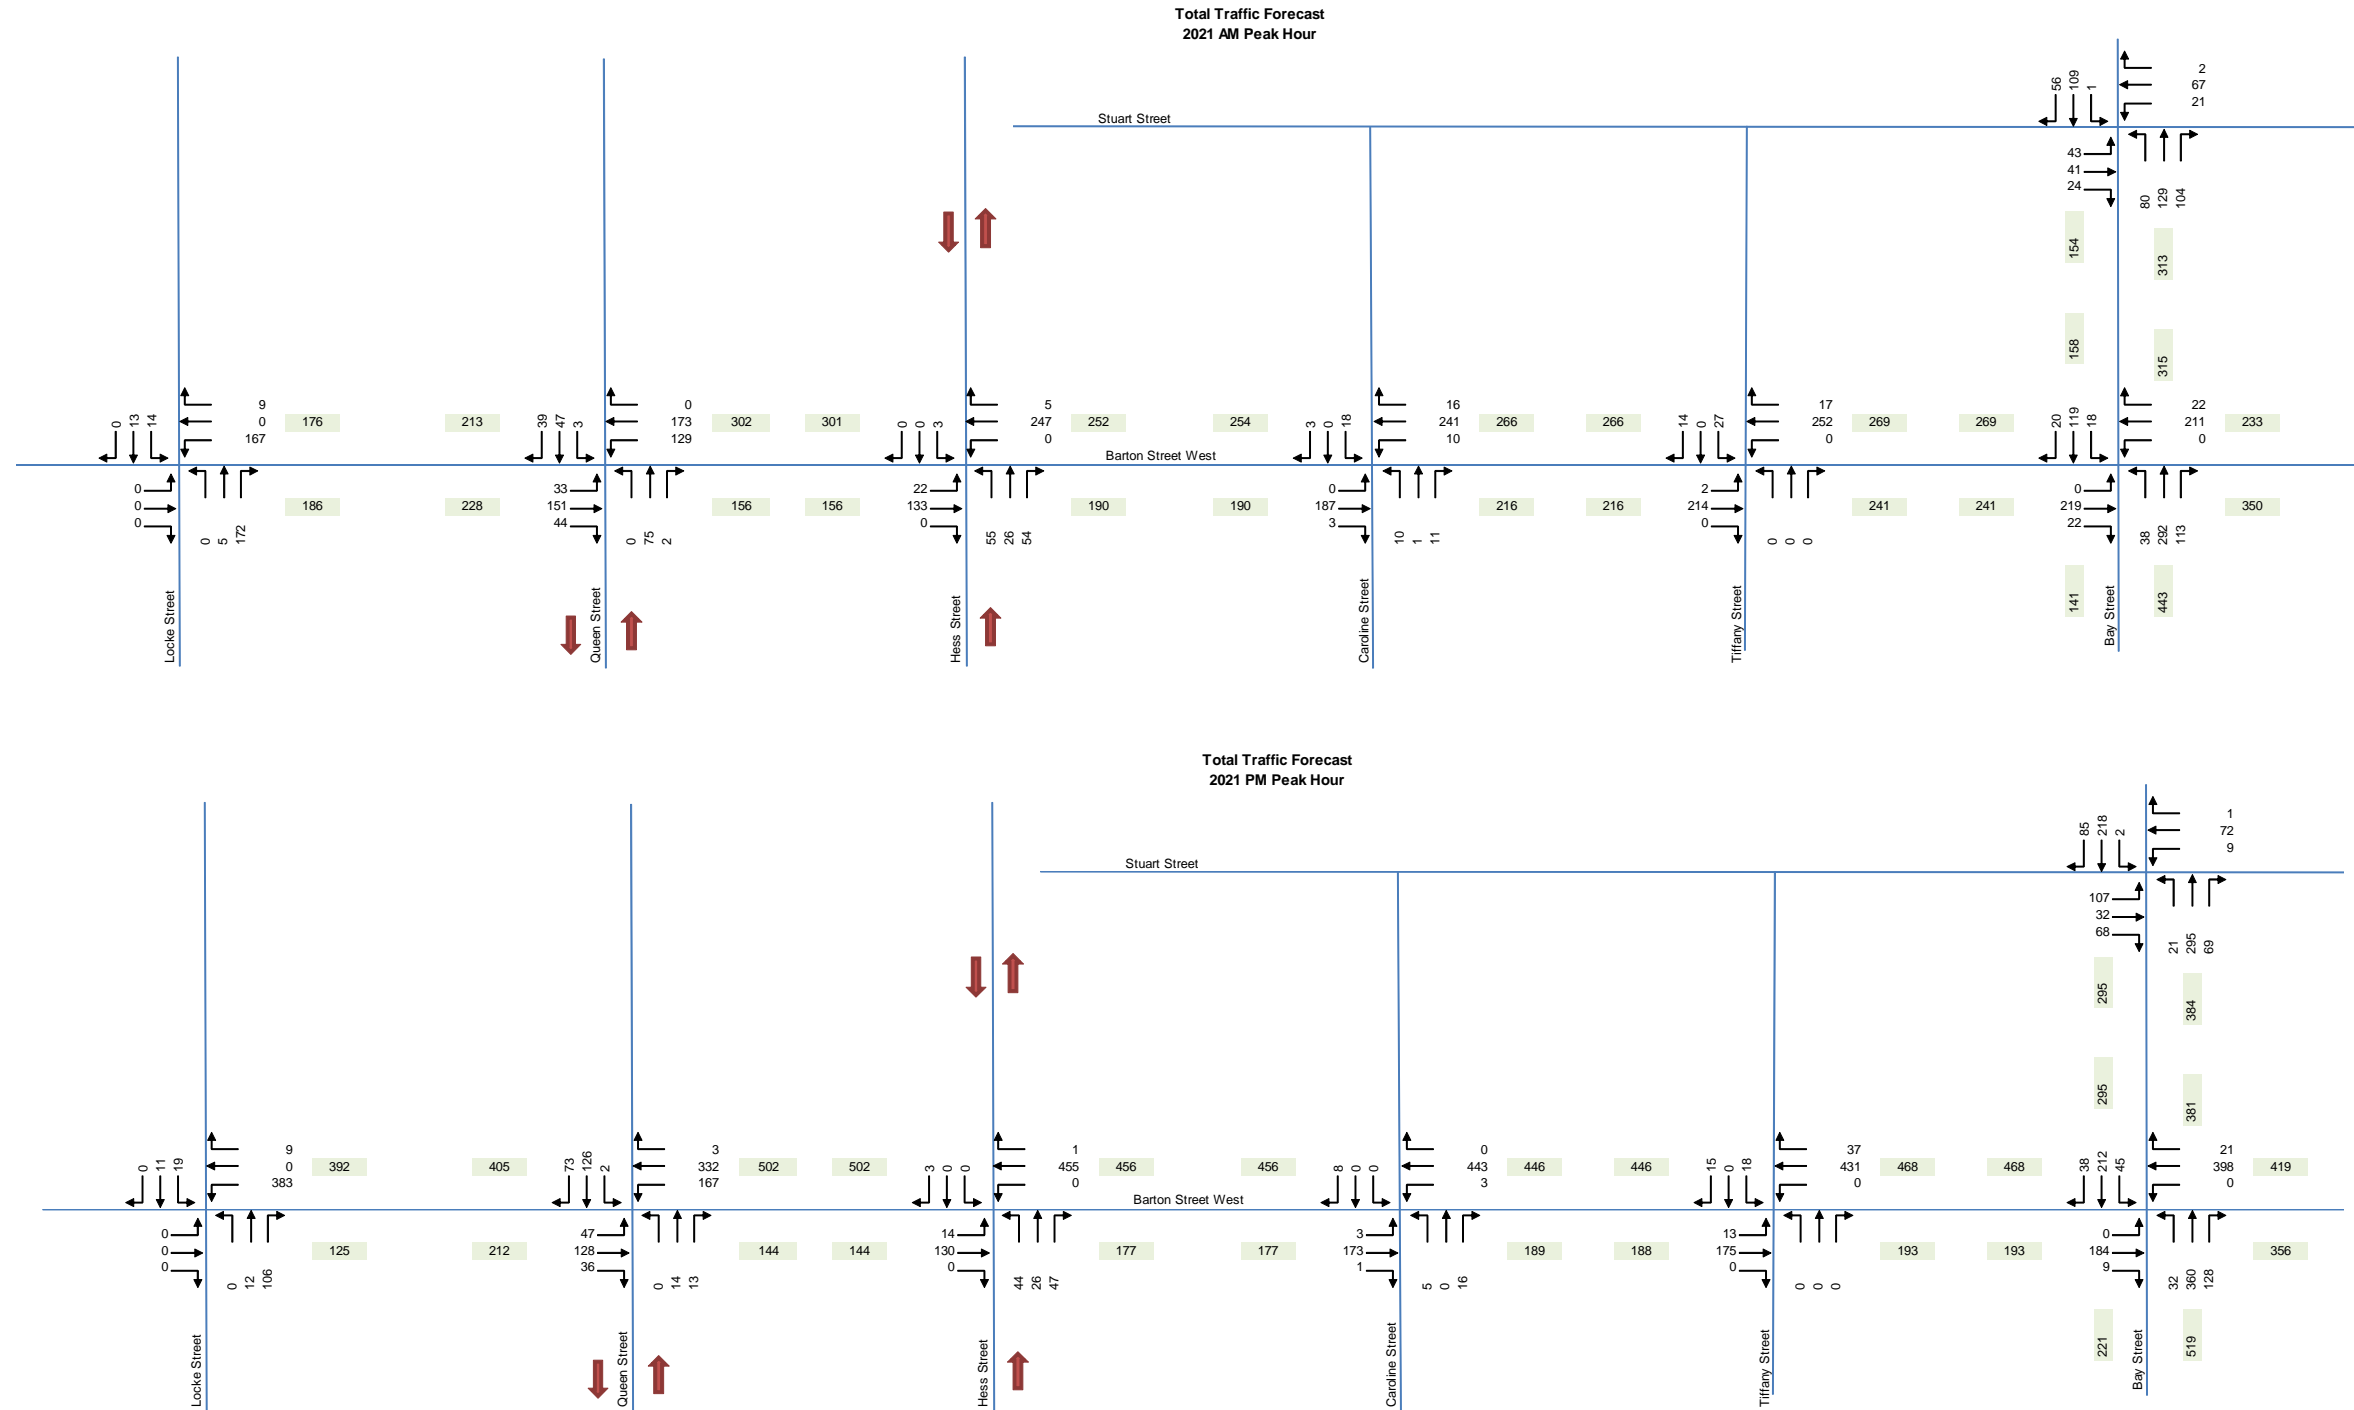 Total Traffic Forecast
2021 AM Peak Hour
56 109 1
2
67
21
Stuart Street
43
41
24
80 129 104
154 313
158 315
0 13 14
9
0
167
176 213
39 47 3
0
173
129
302 301
0 0 3
5
247
0
252 254
3 0 18
16
241
10
266 266
14 0 27
17
252
0
269 269
20 119 18
22
211
0
233
Barton Street West
0
0
0
0 5 172
186 228
33
151
44
0 75 2
156 156
22
133
0
55 26 54
190 190
0
187
3
10 1 11
216 216
2
214
0
0 0 0
241 241
0
219
22
38 292 113
350
141 443
Locke Street
Queen Street
Hess Street
Caroline Street
Tiffany Street
Bay Street
Total Traffic Forecast
2021 PM Peak Hour
85 218 2
1
72
9
Stuart Street
107
32
68
21 295 69
295 384
295 381
0 11 19
9
0
383
392 405
73 126 2
3
332
167
502 502
3 0 0
1
455
0
456 456
8 0 0
0
443
3
446 446
15 0 18
37
431
0
468 468
38 212 45
21
398
0
419
Barton Street West
0
0
0
0 12 106
125 212
47
128
36
0 14 13
144 144
14
130
0
44 26 47
177 177
3
173
1
5 0 16
189 188
13
175
0
0 0 0
193 193
0
184
9
32 360 128
356
221 519
Locke Street
Queen Street
Hess Street
Caroline Street
Tiffany Street
Bay Street